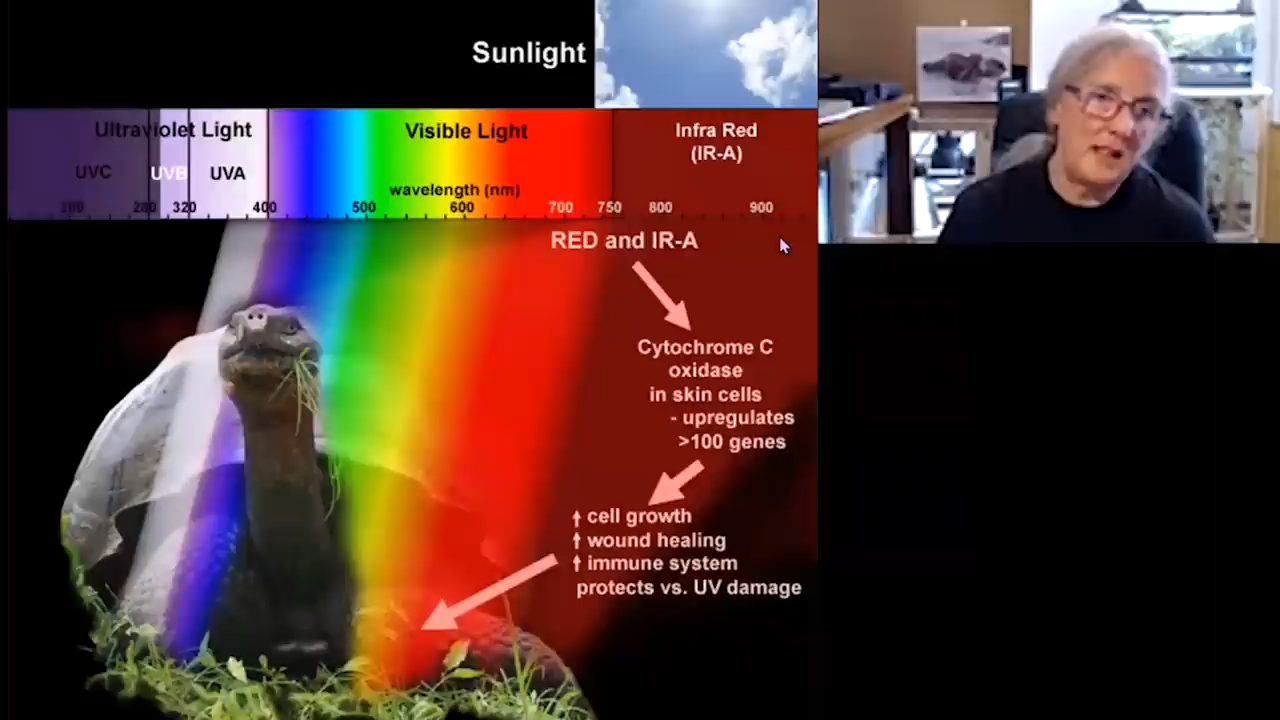 Sunlight
Ultraviolet Light
Visible Light
Infra Red
(IR-A)
UVC
UVB
UVA
wavelength (nm)
200 280 320 400 500 600 700 750 800 900
RED and IR-A
Cytochrome C
oxidase
in skin cells
- upregulates
>100 genes
↑ cell growth
↑ wound healing
↑ immune system
protects vs. UV damage